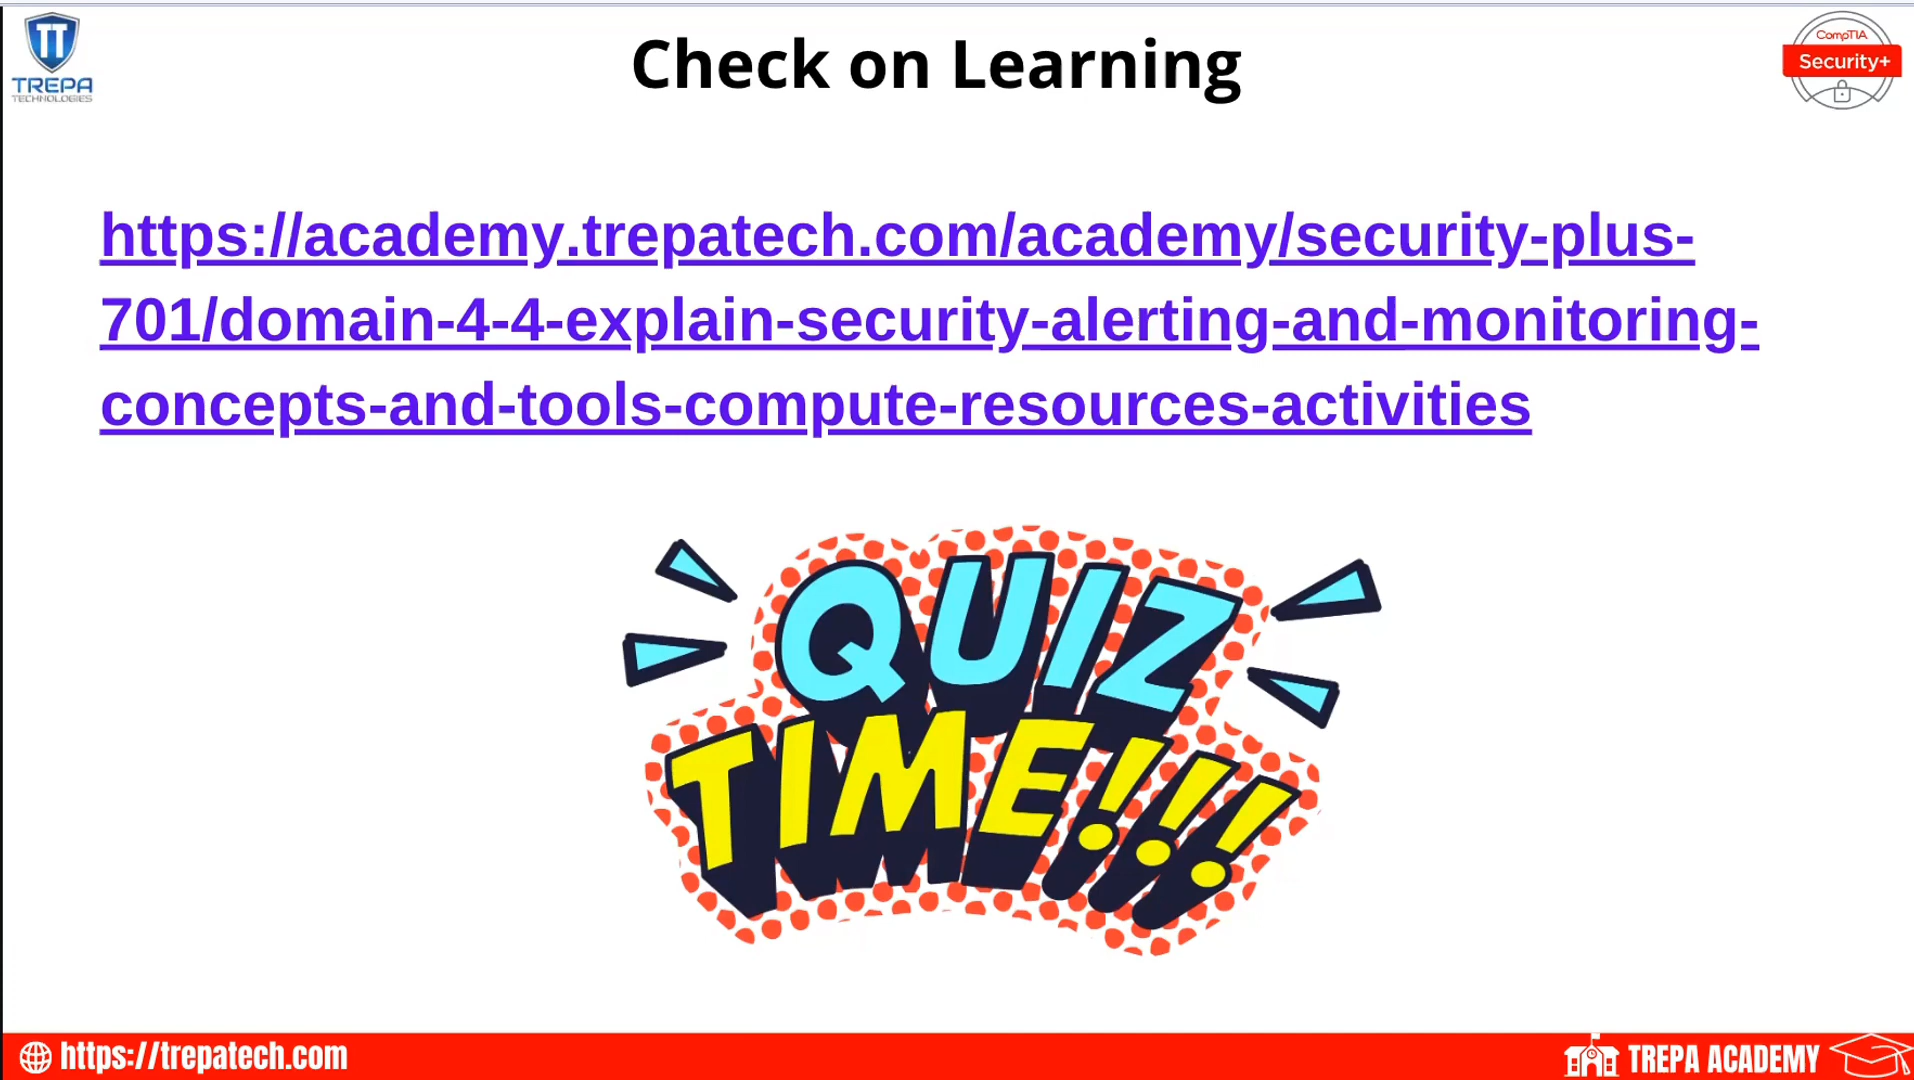 TT
TREPA
TECHNOLOGIES
Check on Learning
CompTIA
Security+
https://academy.trepatech.com/academy/security-plus-
701/domain-4-4-explain-security-alerting-and-monitoring-
concepts-and-tools-compute-resources-activities
QUIZ
TIME!!!
https://trepatech.com
TREPA ACADEMY